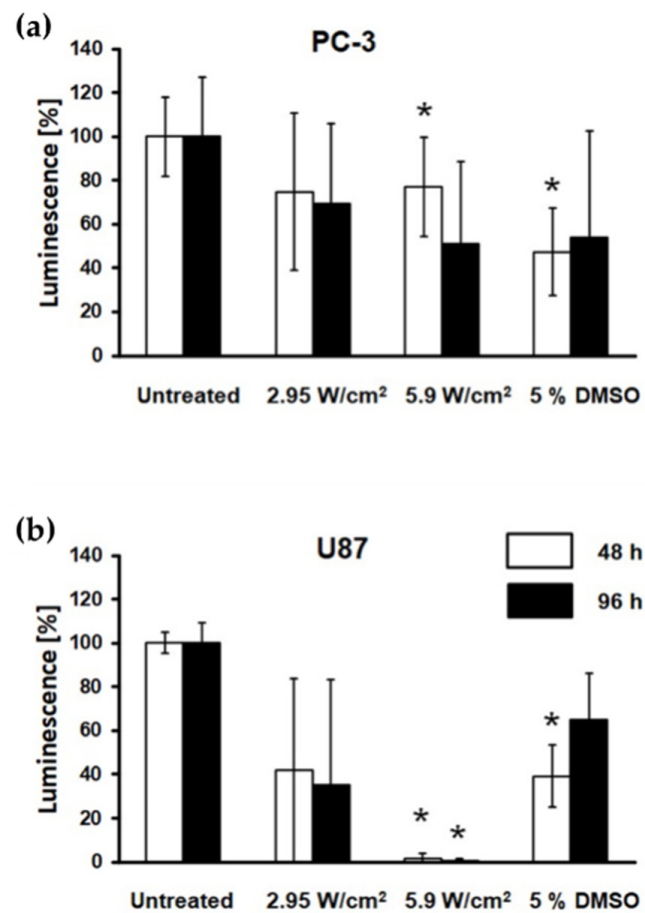 (a)
PC-3
Luminescence [%]
140
120
100
80
60
40
20
0
*
*
Untreated 2.95 W/cm² 5.9 W/cm² 5 % DMSO
(b)
U87
48 h
96 h
Luminescence [%]
140
120
100
80
60
40
20
0
*
*
*
Untreated 2.95 W/cm² 5.9 W/cm² 5 % DMSO